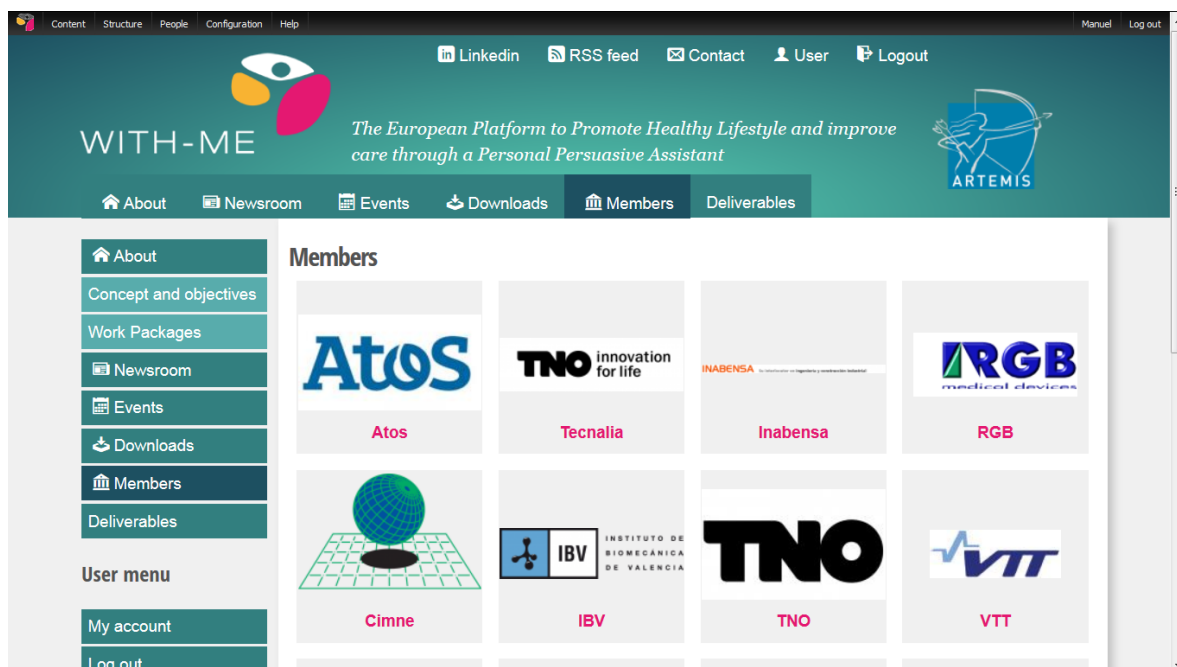 Content Structure People Configuration Help Manuel Log out
Linkedin RSS feed Contact User Logout
WITH-ME
The European Platform to Promote Healthy Lifestyle and improve
care through a Personal Persuasive Assistant
ARTEMIS
About Newsroom Events Downloads Members Deliverables
About
Concept and objectives
Work Packages
Newsroom
Events
Downloads
Members
Deliverables
User menu
My account
Log out
Members
Atos
TNO innovation
for life
INABENSA
RGB
medical devices
Atos Tecnalia Inabensa RGB
IBV
INSTITUTO DE
BIOMECÁNICA
DE VALENCIA
TNO
VTT
Cimne IBV TNO VTT